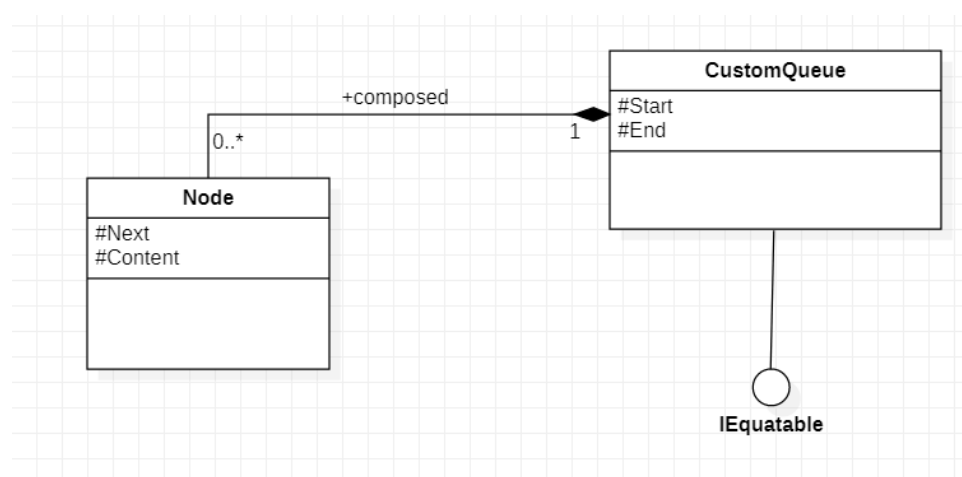 CustomQueue
+composed
#Start
#End
1
0..*
Node
#Next
#Content
IEquatable